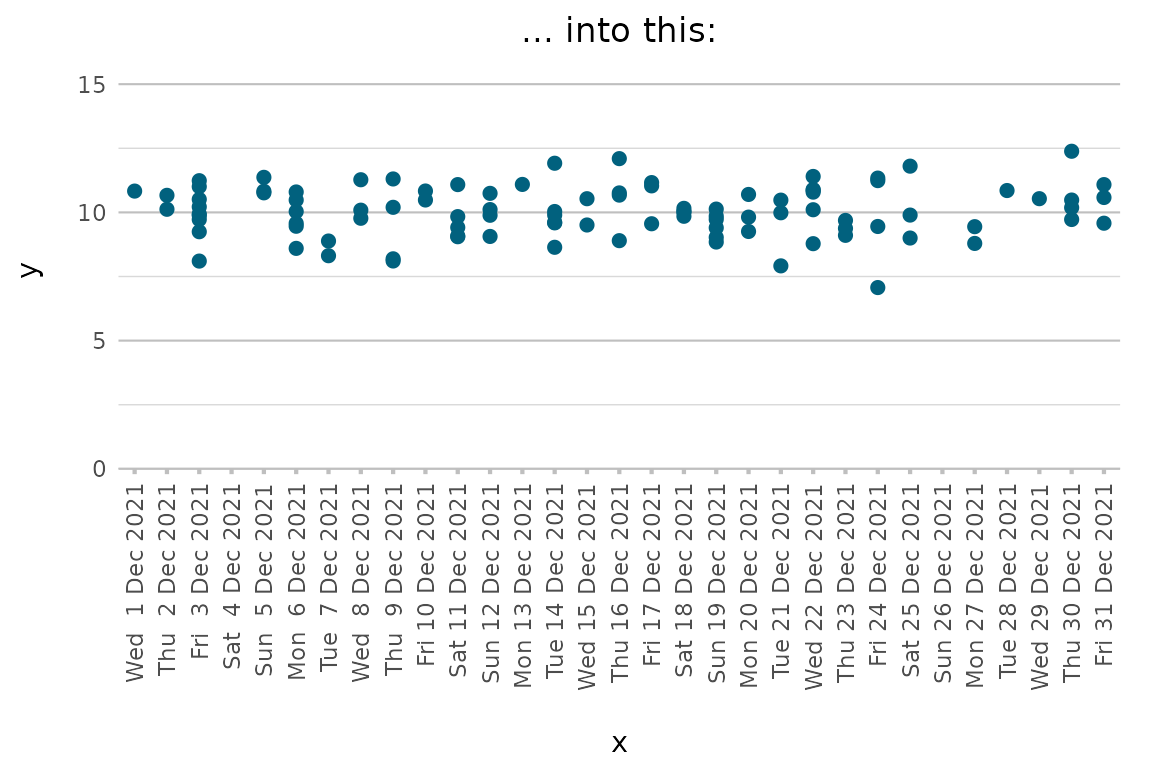 ... into this:
15
10
5
0
y
Wed  1 Dec 2021
Thu  2 Dec 2021
Fri  3 Dec 2021
Sat  4 Dec 2021
Sun  5 Dec 2021
Mon  6 Dec 2021
Tue  7 Dec 2021
Wed  8 Dec 2021
Thu  9 Dec 2021
Fri 10 Dec 2021
Sat 11 Dec 2021
Sun 12 Dec 2021
Mon 13 Dec 2021
Tue 14 Dec 2021
Wed 15 Dec 2021
Thu 16 Dec 2021
Fri 17 Dec 2021
Sat 18 Dec 2021
Sun 19 Dec 2021
Mon 20 Dec 2021
Tue 21 Dec 2021
Wed 22 Dec 2021
Thu 23 Dec 2021
Fri 24 Dec 2021
Sat 25 Dec 2021
Sun 26 Dec 2021
Mon 27 Dec 2021
Tue 28 Dec 2021
Wed 29 Dec 2021
Thu 30 Dec 2021
Fri 31 Dec 2021
x